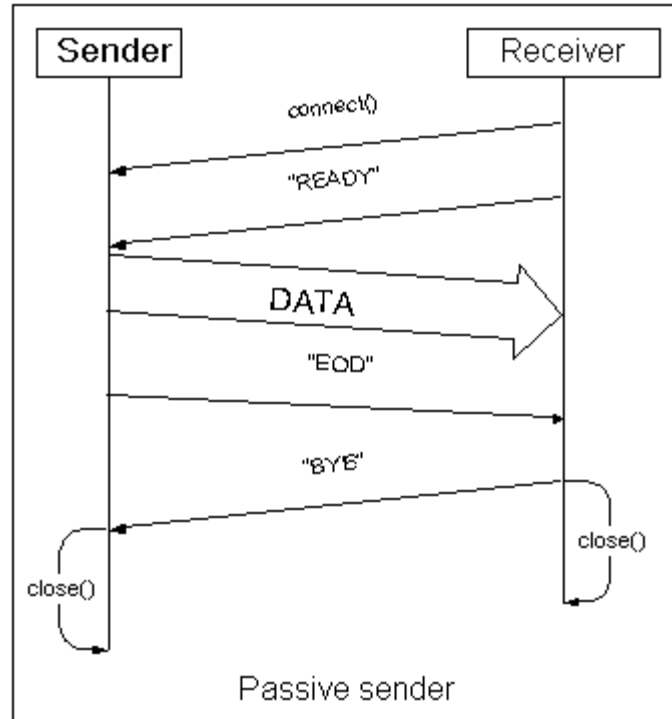 Sender
Receiver
connect()
"READY"
DATA
"EOD"
"BYE"
close()
close()
Passive sender